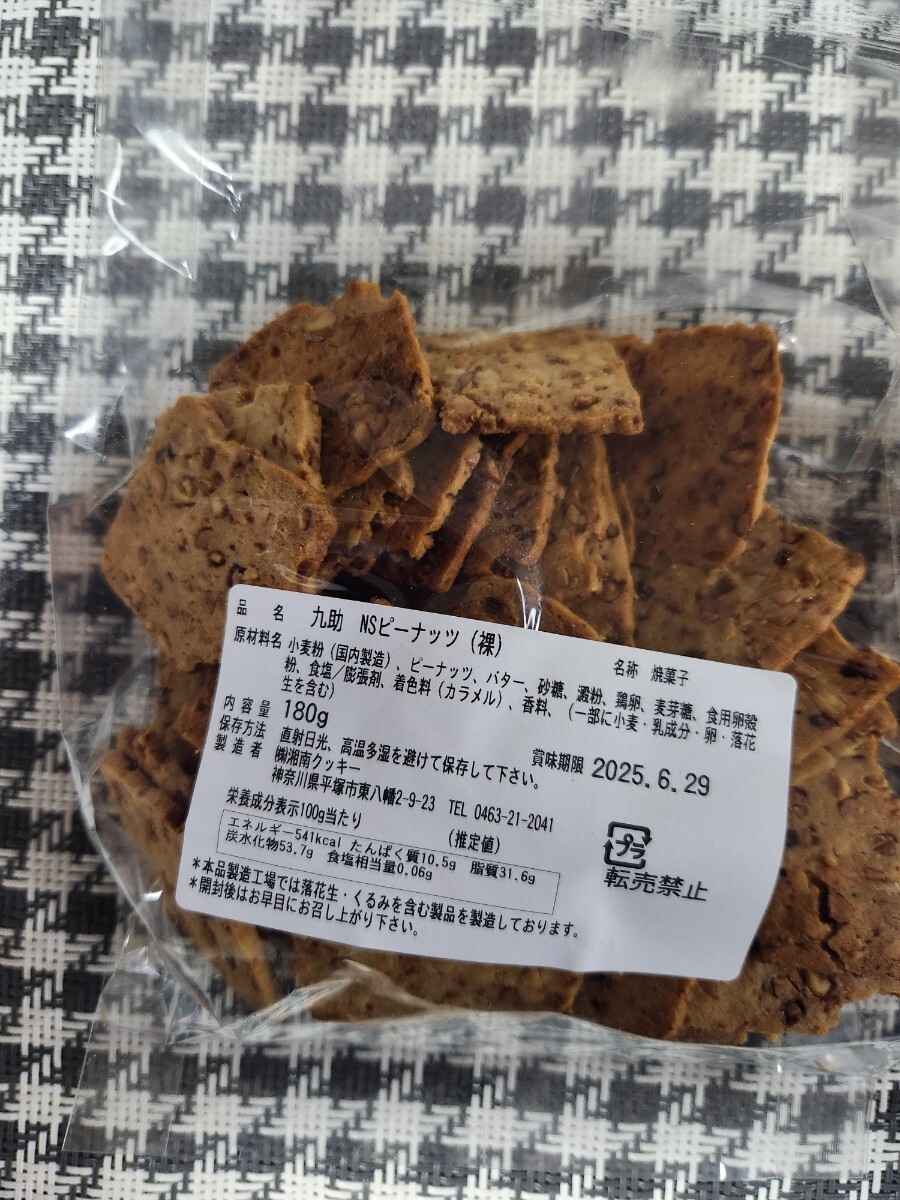 品　名　九助　NSピーナッツ（裸）
名称　焼菓子
原材料名 小麦粉（国内製造）、ピーナッツ、バター、砂糖、澱粉、鶏卵、麦芽糖、食用卵殻
粉、食塩／膨張剤、着色料（カラメル）、香料、（一部に小麦・乳成分・卵・落花
生を含む）
内容量 180g
賞味期限 2025.6.29
保存方法 直射日光、高温多湿を避けて保存して下さい。
製造者 ㈱湘南クッキー
神奈川県平塚市東八幡2-9-23　TEL 0463-21-2041
栄養成分表示100g当たり　（推定値）
エネルギー541kcal たんぱく質10.5g　脂質31.6g
炭水化物53.7g　食塩相当量0.06g
プラ
転売禁止
＊本品製造工場では落花生・くるみを含む製品を製造しております。
＊開封後はお早目にお召し上がり下さい。